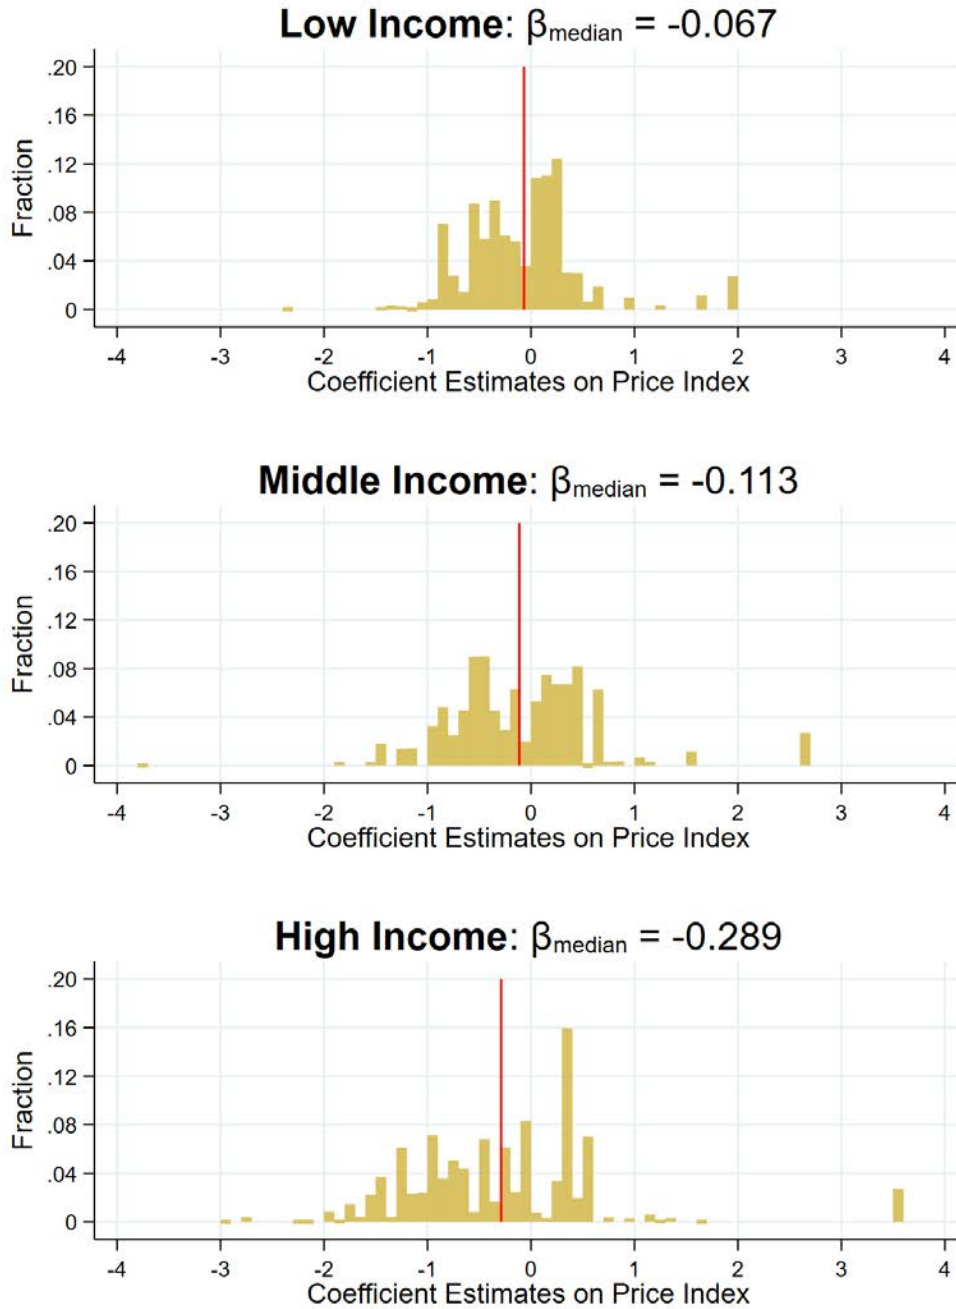 Low Income: βmedian = -0.067
.20
.16
.12
.08
.04
0
Fraction
-4 -3 -2 -1 0 1 2 3 4
Coefficient Estimates on Price Index
Middle Income: βmedian = -0.113
.20
.16
.12
.08
.04
0
Fraction
-4 -3 -2 -1 0 1 2 3 4
Coefficient Estimates on Price Index
High Income: βmedian = -0.289
.20
.16
.12
.08
.04
0
Fraction
-4 -3 -2 -1 0 1 2 3 4
Coefficient Estimates on Price Index